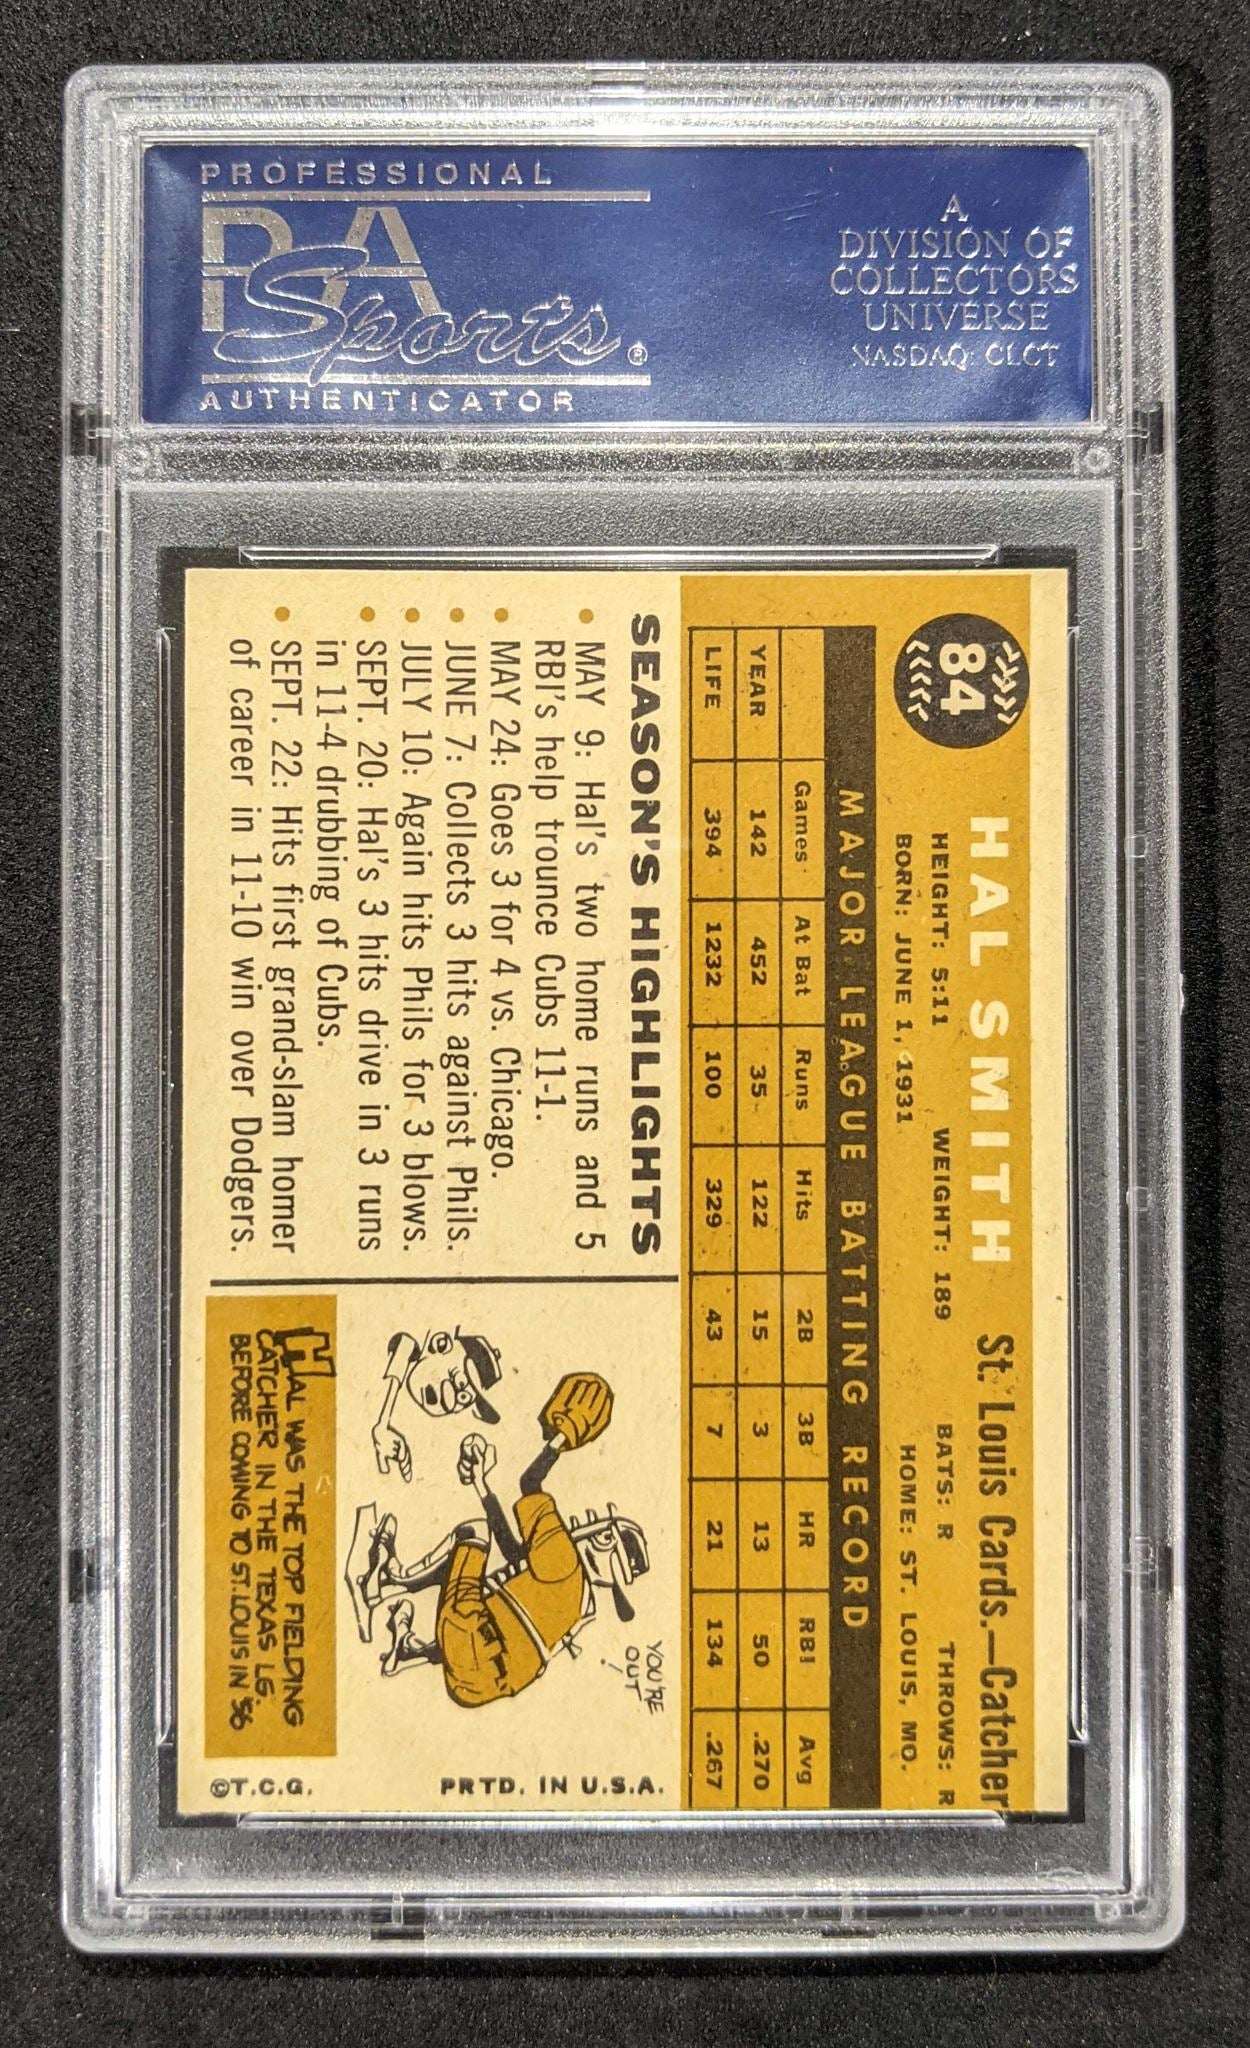 PROFESSIONAL
PSA
Sports®
AUTHENTICATOR
A
DIVISION OF
COLLECTORS
UNIVERSE
NASDAQ: CLCT
84
HAL SMITH St. Louis Cards.—Catcher
HEIGHT: 5:11 WEIGHT: 189 BATS: R THROWS: R
BORN: JUNE 1, 1931 HOME: ST. LOUIS, MO.
MAJOR LEAGUE BATTING RECORD
Games At Bat Runs Hits 2B 3B HR RBI Avg
YEAR 142 452 35 122 15 3 13 50 .270
LIFE 394 1232 100 329 43 7 21 134 .267
SEASON'S HIGHLIGHTS
• MAY 9: Hal's two home runs and 5
RBI's help trounce Cubs 11-1.
• MAY 24: Goes 3 for 4 vs. Chicago.
• JUNE 7: Collects 3 hits against Phils.
• JULY 10: Again hits Phils for 3 blows.
• SEPT. 20: Hal's 3 hits drive in 3 runs
in 11-4 drubbing of Cubs.
• SEPT. 22: Hits first grand-slam homer
of career in 11-10 win over Dodgers.
YOU'RE
OUT!
HAL WAS THE TOP FIELDING
CATCHER IN THE TEXAS LG.
BEFORE COMING TO ST. LOUIS IN '56
PRTD. IN U.S.A.
©T.C.G.